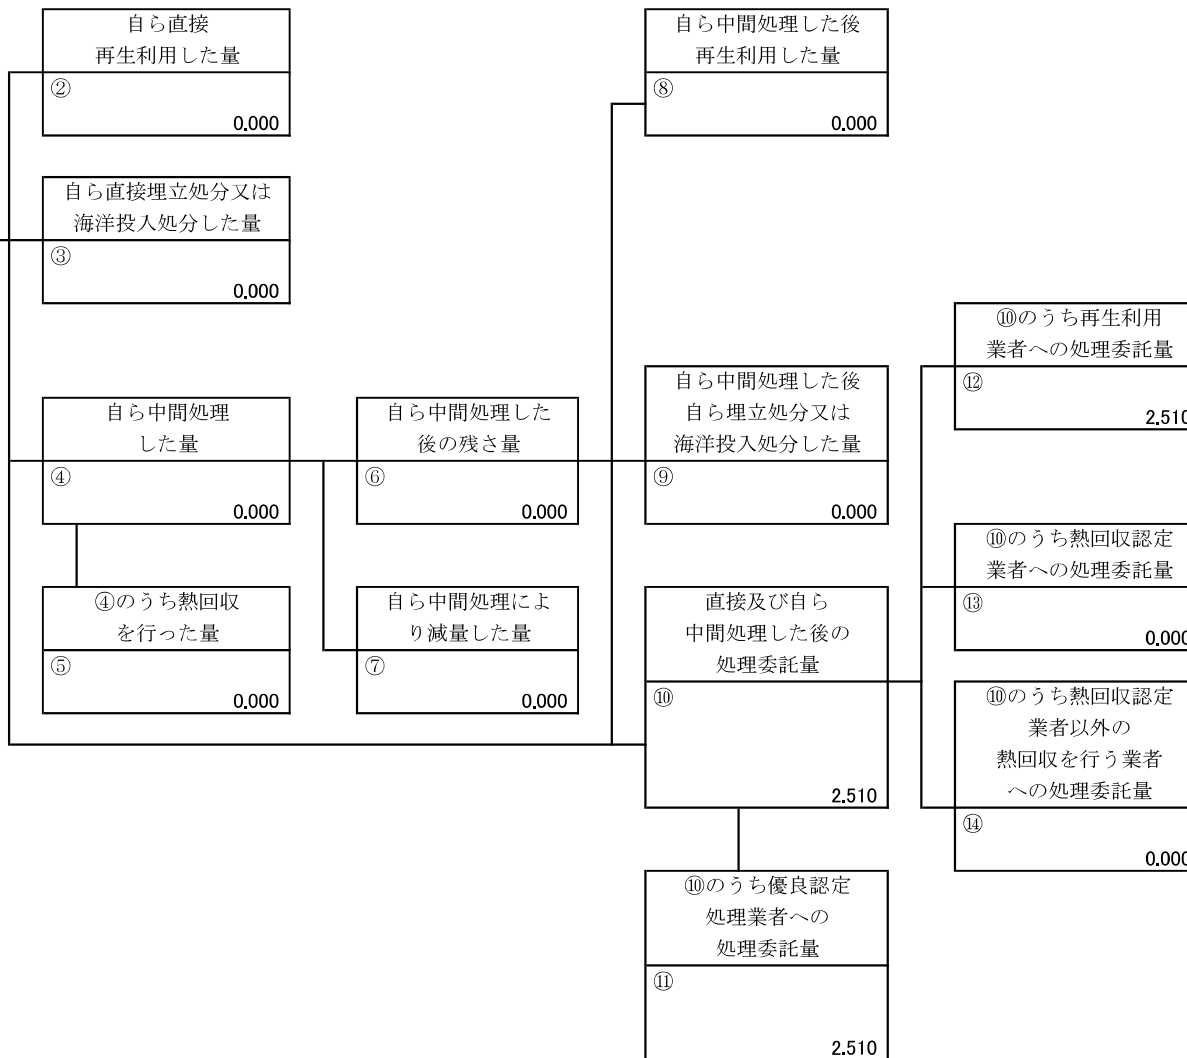 自ら直接
再生利用した量
②
0.000
自ら中間処理した後
再生利用した量
⑧
0.000
自ら直接埋立処分又は
海洋投入処分した量
③
0.000
⑩のうち再生利用
業者への処理委託量
⑫
2.510
自ら中間処理
した量
④
0.000
自ら中間処理した
後の残さ量
⑥
0.000
自ら中間処理した後
自ら埋立処分又は
海洋投入処分した量
⑨
0.000
⑩のうち熱回収認定
業者への処理委託量
⑬
0.000
④のうち熱回収
を行った量
⑤
0.000
自ら中間処理によ
り減量した量
⑦
0.000
直接及び自ら
中間処理した後の
処理委託量
⑩
2.510
⑩のうち熱回収認定
業者以外の
熱回収を行う業者
への処理委託量
⑭
0.000
⑩のうち優良認定
処理業者への
処理委託量
⑪
2.510